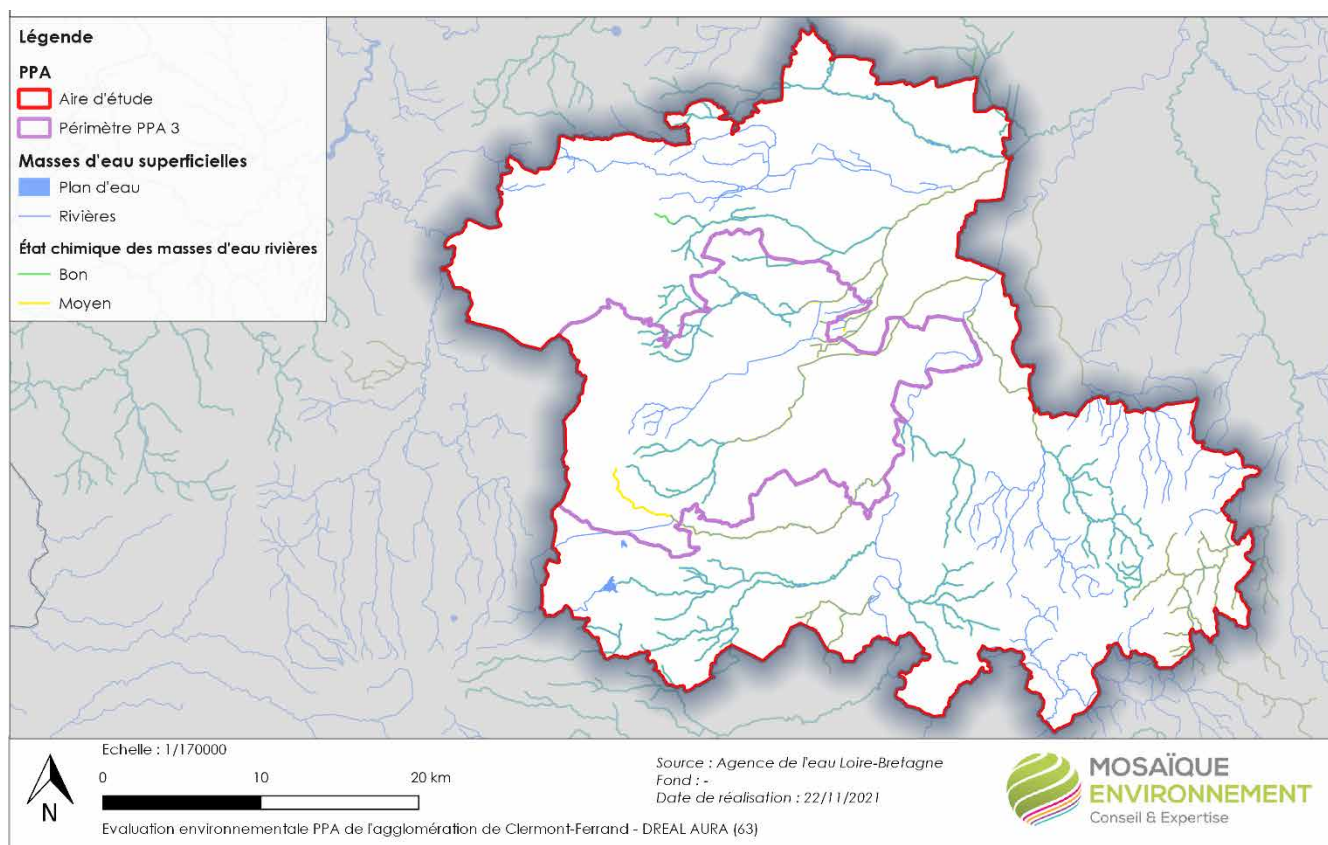 Légende
PPA
Aire d'étude
Périmètre PPA 3
Masses d'eau superficielles
Plan d'eau
Rivières
État chimique des masses d'eau rivières
Bon
Moyen
N
Echelle : 1/170000
0 10 20 km
Evaluation environnementale PPA de l'agglomération de Clermont-Ferrand - DREAL AURA (63)
Source : Agence de l'eau Loire-Bretagne
Fond : -
Date de réalisation : 22/11/2021
MOSAÏQUE
ENVIRONNEMENT
Conseil & Expertise